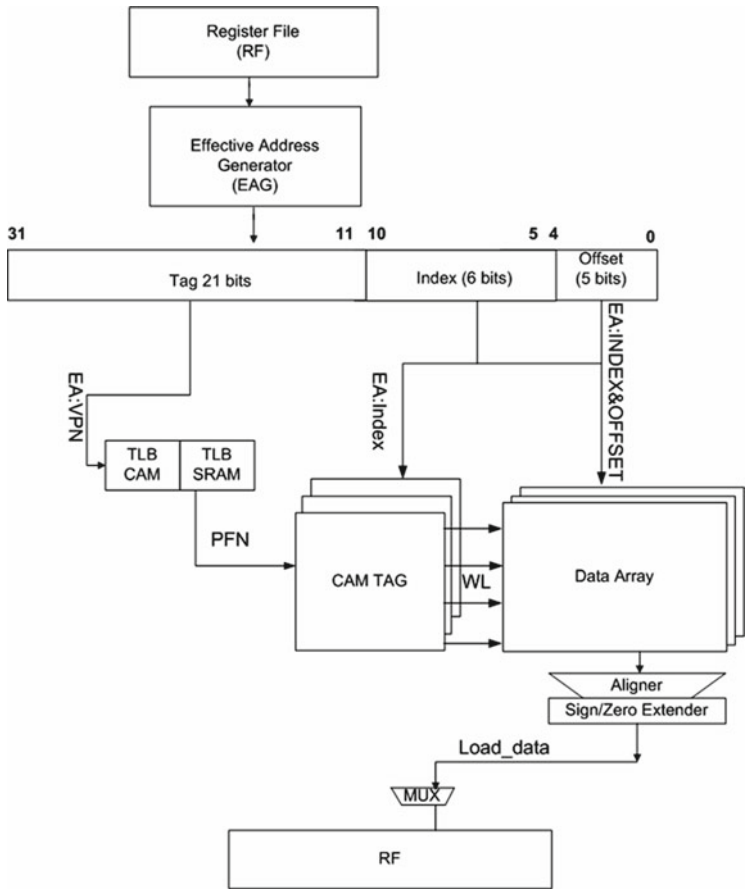 Register File
(RF)
Effective Address
Generator
(EAG)
31
11
10
5
4
0
Tag 21 bits
Index (6 bits)
Offset
(5 bits)
EA:VPN
EA:Index
EA:INDEX&OFFSET
TLB
CAM
TLB
SRAM
PFN
CAM TAG
WL
Data Array
Aligner
Sign/Zero Extender
Load_data
MUX
RF